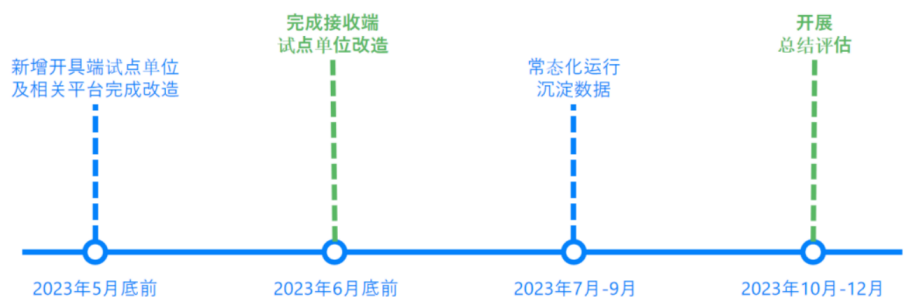 新增开具端试点单位
及相关平台完成改造
完成接收端
试点单位改造
常态化运行
沉淀数据
开展
总结评估
2023年5月底前
2023年6月底前
2023年7月-9月
2023年10月-12月